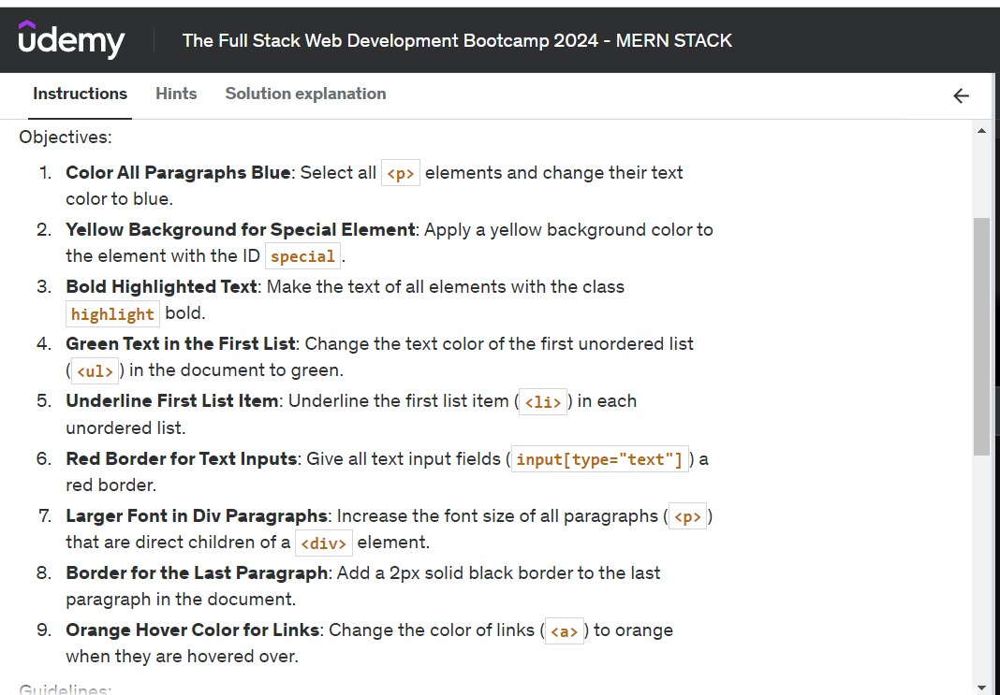 udemy The Full Stack Web Development Bootcamp 2024 - MERN STACK
Instructions Hints Solution explanation
Objectives:
1. Color All Paragraphs Blue: Select all <p> elements and change their text
color to blue.
2. Yellow Background for Special Element: Apply a yellow background color to
the element with the ID special.
3. Bold Highlighted Text: Make the text of all elements with the class
highlight bold.
4. Green Text in the First List: Change the text color of the first unordered list
(<ul>) in the document to green.
5. Underline First List Item: Underline the first list item (<li>) in each
unordered list.
6. Red Border for Text Inputs: Give all text input fields (input[type="text"]) a
red border.
7. Larger Font in Div Paragraphs: Increase the font size of all paragraphs (<p>)
that are direct children of a <div> element.
8. Border for the Last Paragraph: Add a 2px solid black border to the last
paragraph in the document.
9. Orange Hover Color for Links: Change the color of links (<a>) to orange
when they are hovered over.
Guidelines: